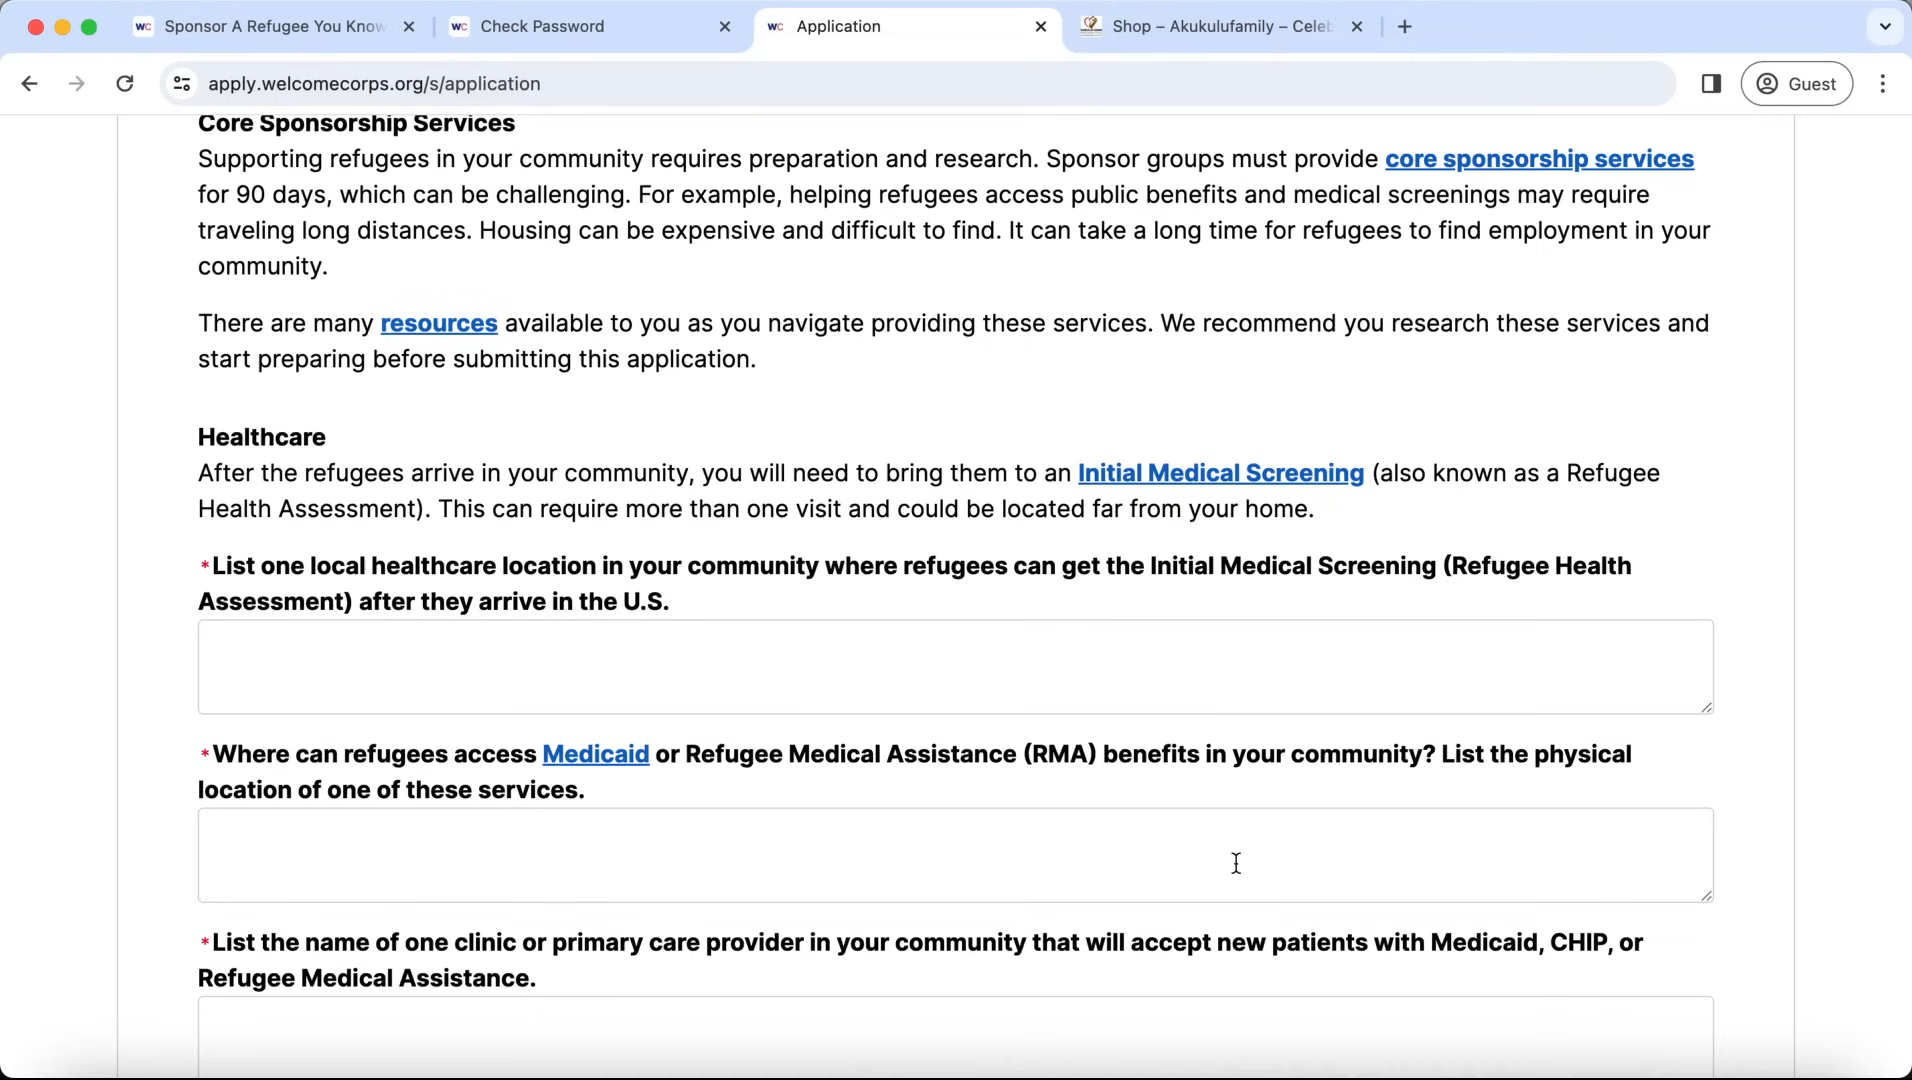 WC Sponsor A Refugee You Know
WC Check Password
WC Application
Shop – Akukulufamily – Celeb
apply.welcomecorps.org/s/application
Guest
Core Sponsorship Services
Supporting refugees in your community requires preparation and research. Sponsor groups must provide core sponsorship services
for 90 days, which can be challenging. For example, helping refugees access public benefits and medical screenings may require
traveling long distances. Housing can be expensive and difficult to find. It can take a long time for refugees to find employment in your
community.
There are many resources available to you as you navigate providing these services. We recommend you research these services and
start preparing before submitting this application.
Healthcare
After the refugees arrive in your community, you will need to bring them to an Initial Medical Screening (also known as a Refugee
Health Assessment). This can require more than one visit and could be located far from your home.
*List one local healthcare location in your community where refugees can get the Initial Medical Screening (Refugee Health
Assessment) after they arrive in the U.S.
*Where can refugees access Medicaid or Refugee Medical Assistance (RMA) benefits in your community? List the physical
location of one of these services.
*List the name of one clinic or primary care provider in your community that will accept new patients with Medicaid, CHIP, or
Refugee Medical Assistance.